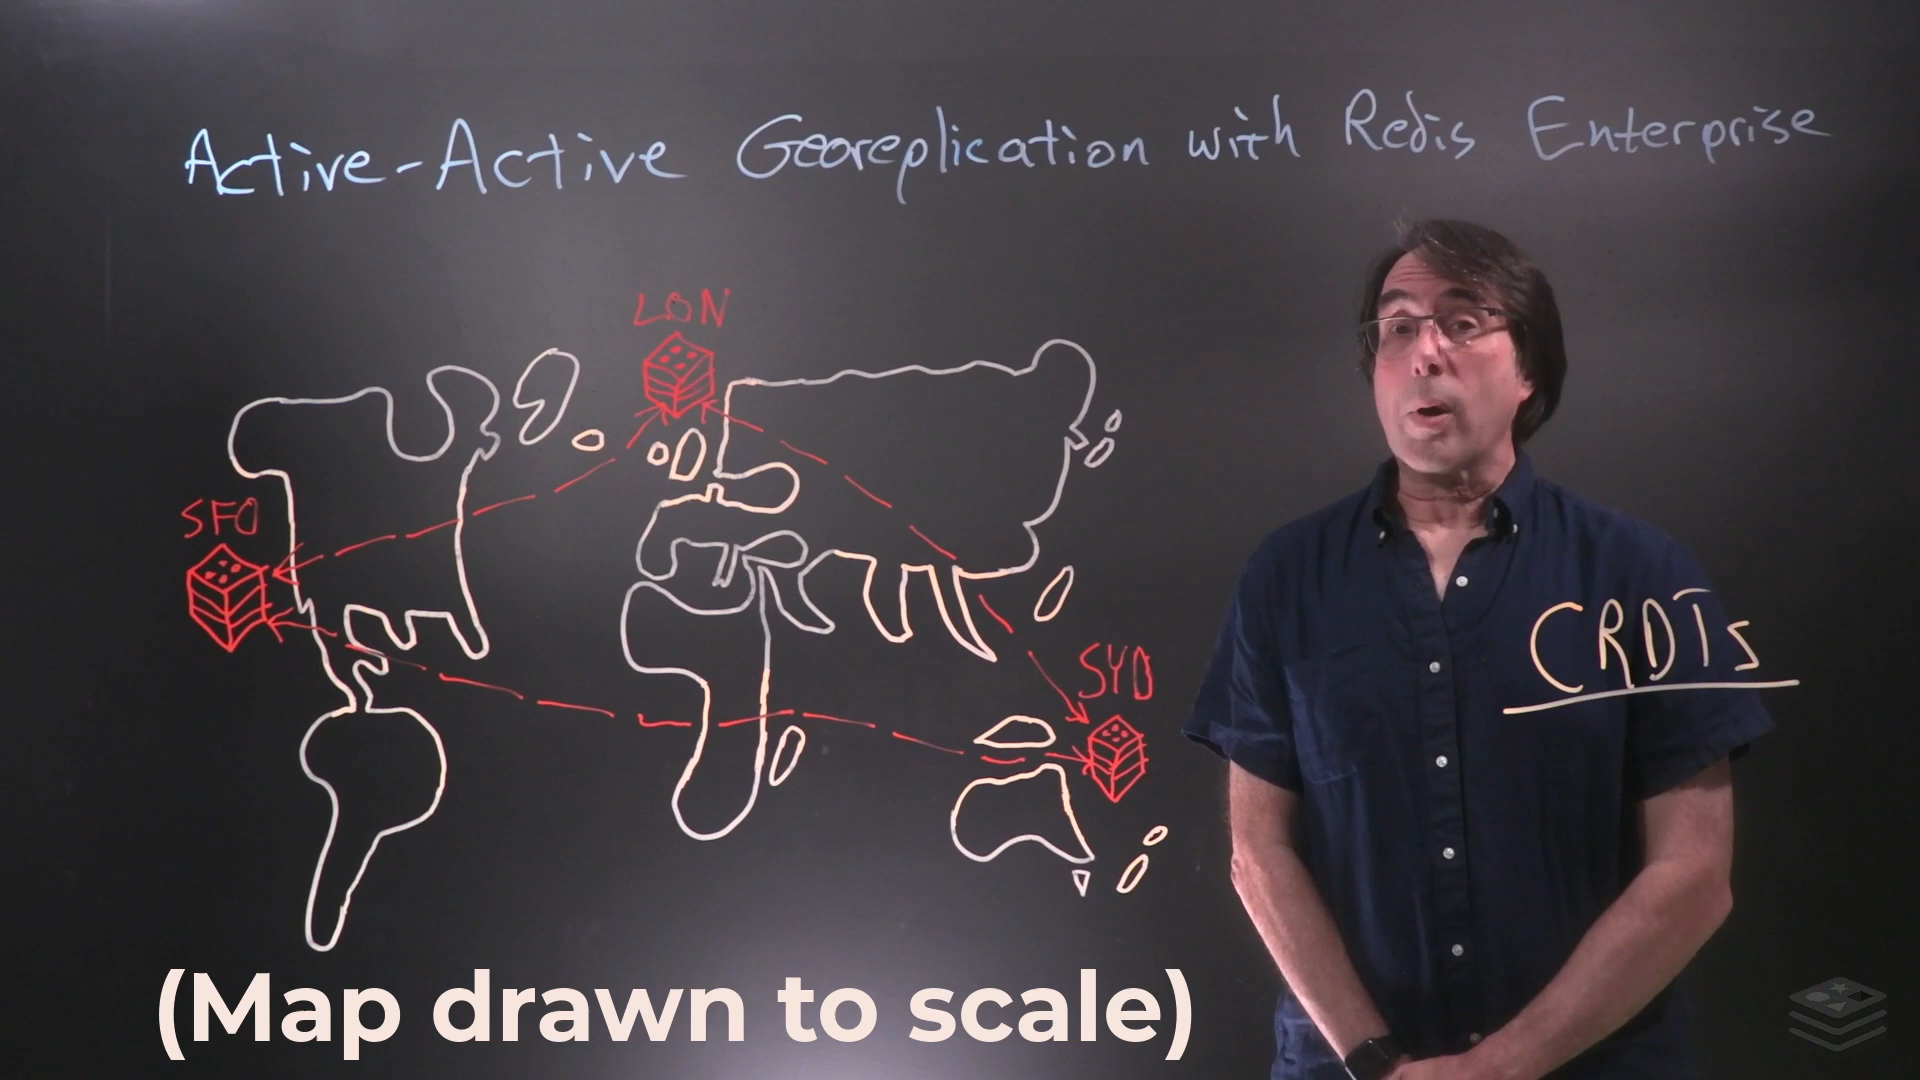 Active-Active Georeplication with Redis Enterprise
LON
SFO
SYD
CRDTs
(Map drawn to scale)